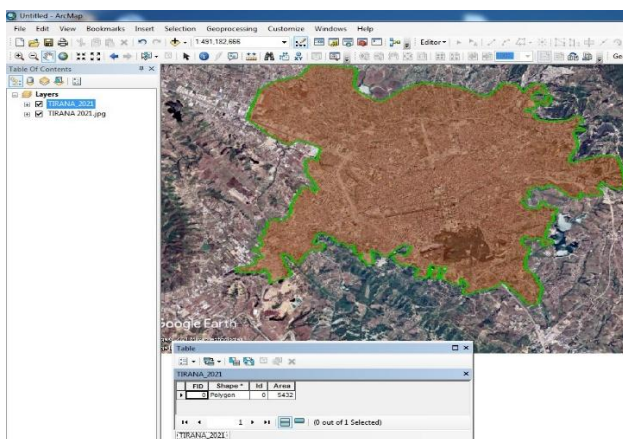 Untitled - ArcMap
File Edit View Bookmarks Insert Selection Geoprocessing Customize Windows Help
1:491,182,666 Editor
Table Of Contents
Layers
TIRANA_2021
TIRANA 2021.jpg
Google Earth
Table
TIRANA_2021
FID Shape * Id Area
0 Polygon 0 5432
1 (0 out of 1 Selected)
TIRANA_2021